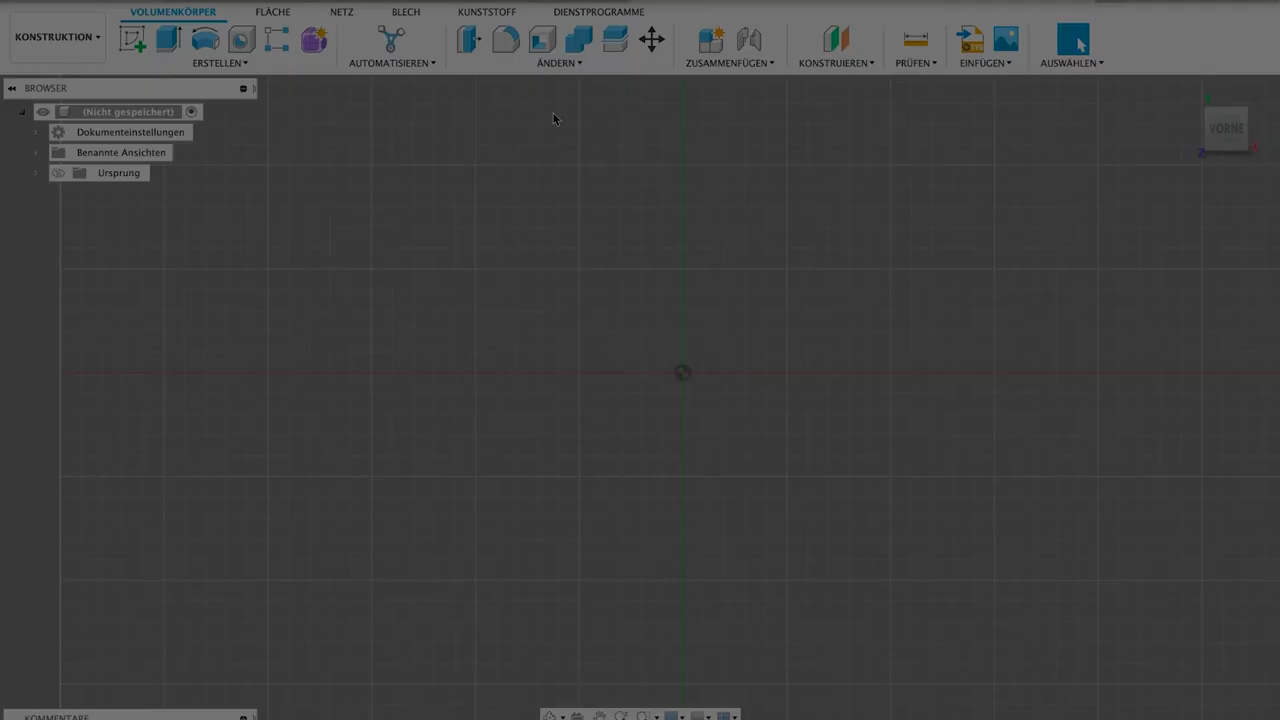 VOLUMENKÖRPER FLÄCHE NETZ BLECH KUNSTSTOFF DIENSTPROGRAMME
KONSTRUKTION
ERSTELLEN AUTOMATISIEREN ÄNDERN ZUSAMMENFÜGEN KONSTRUIEREN PRÜFEN EINFÜGEN AUSWÄHLEN
BROWSER
(Nicht gespeichert)
Dokumenteinstellungen
Benannte Ansichten
Ursprung
VORNE
Z X
KOMMENTARE